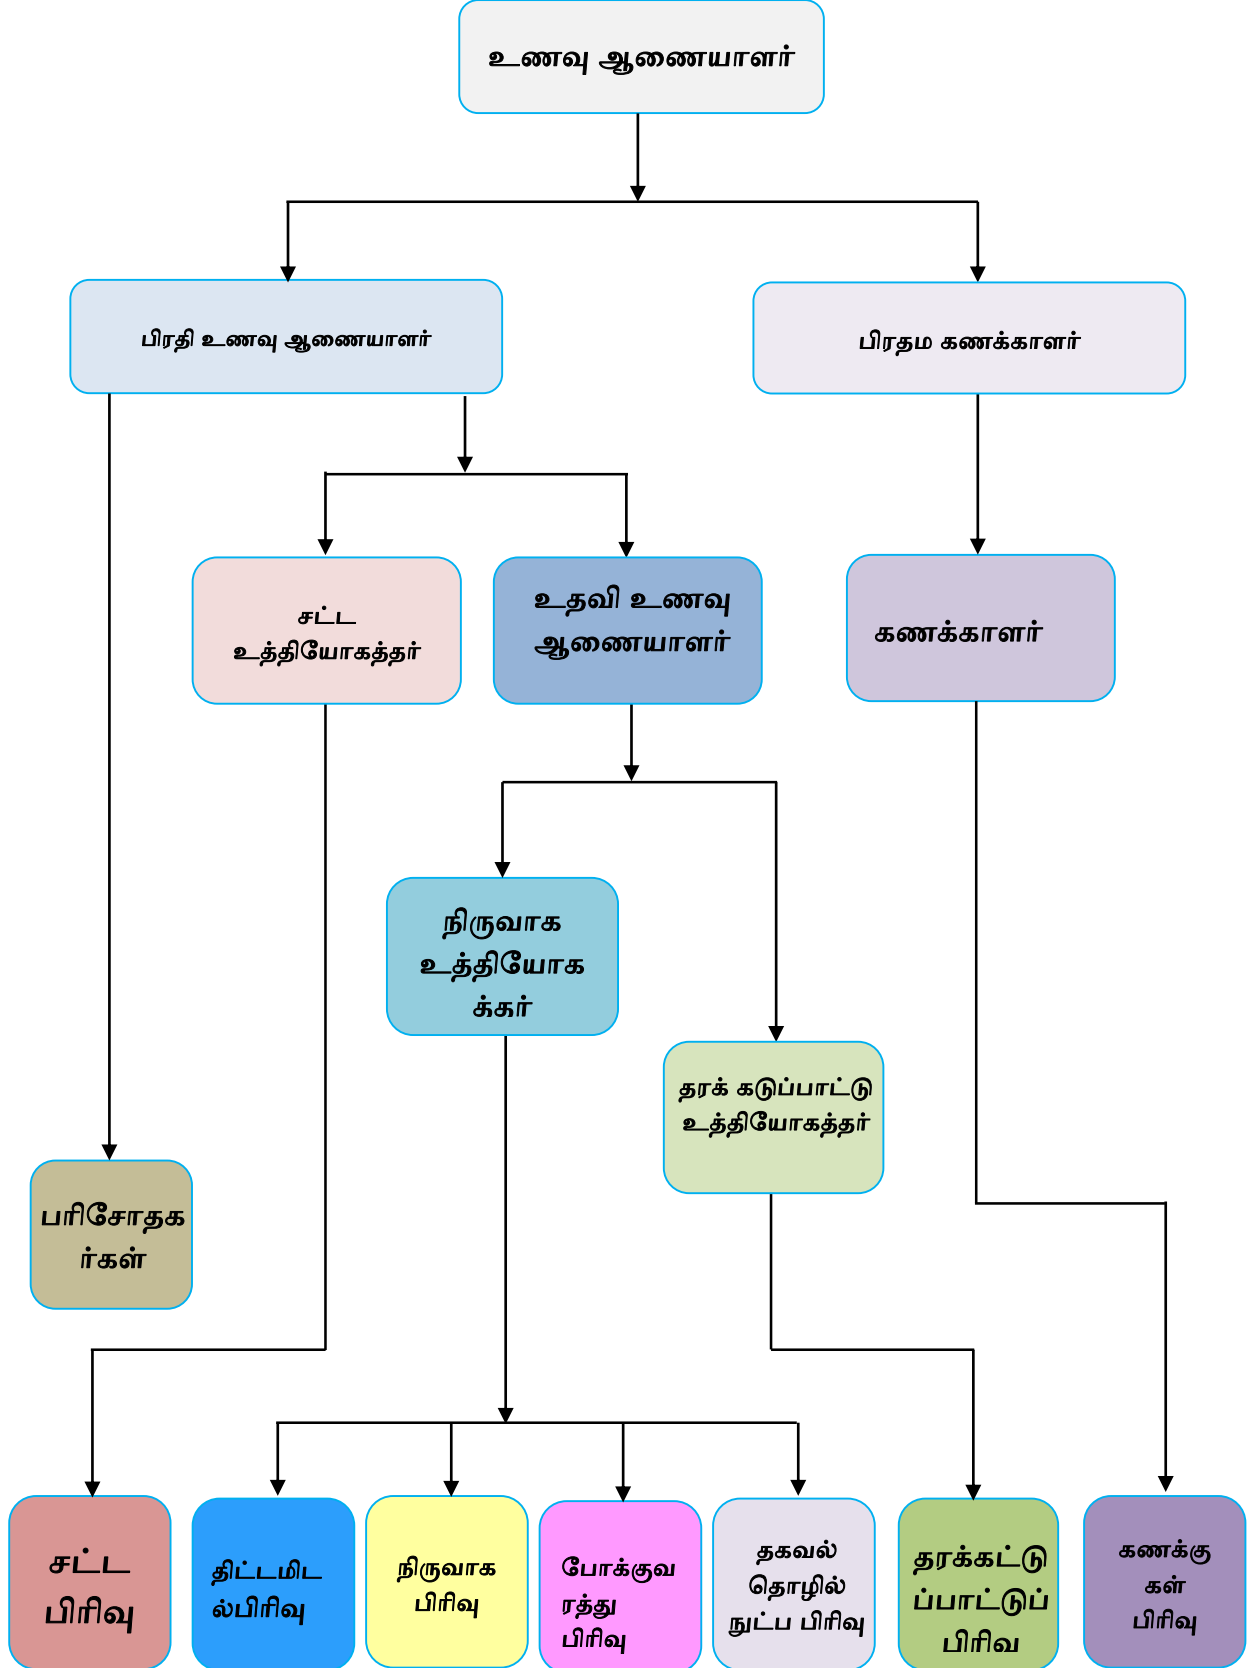 உணவு ஆணையாளர்
பிரதி உணவு ஆணையாளர்
பிரதம கணக்காளர்
சட்ட
உத்தியோகத்தர்
உதவி உணவு
ஆணையாளர்
கணக்காளர்
நிருவாக
உத்தியோக
க்கர்
தரக் கடுப்பாட்டு
உத்தியோகத்தர்
பரிசோதக
ர்கள்
சட்ட
பிரிவு
திட்டமிட
ல்பிரிவு
நிருவாக
பிரிவு
போக்குவ
ரத்து
பிரிவு
தகவல்
தொழில்
நுட்ப பிரிவு
தரக்கட்டு
ப்பாட்டுப்
பிரிவ
கணக்கு
கள்
பிரிவு